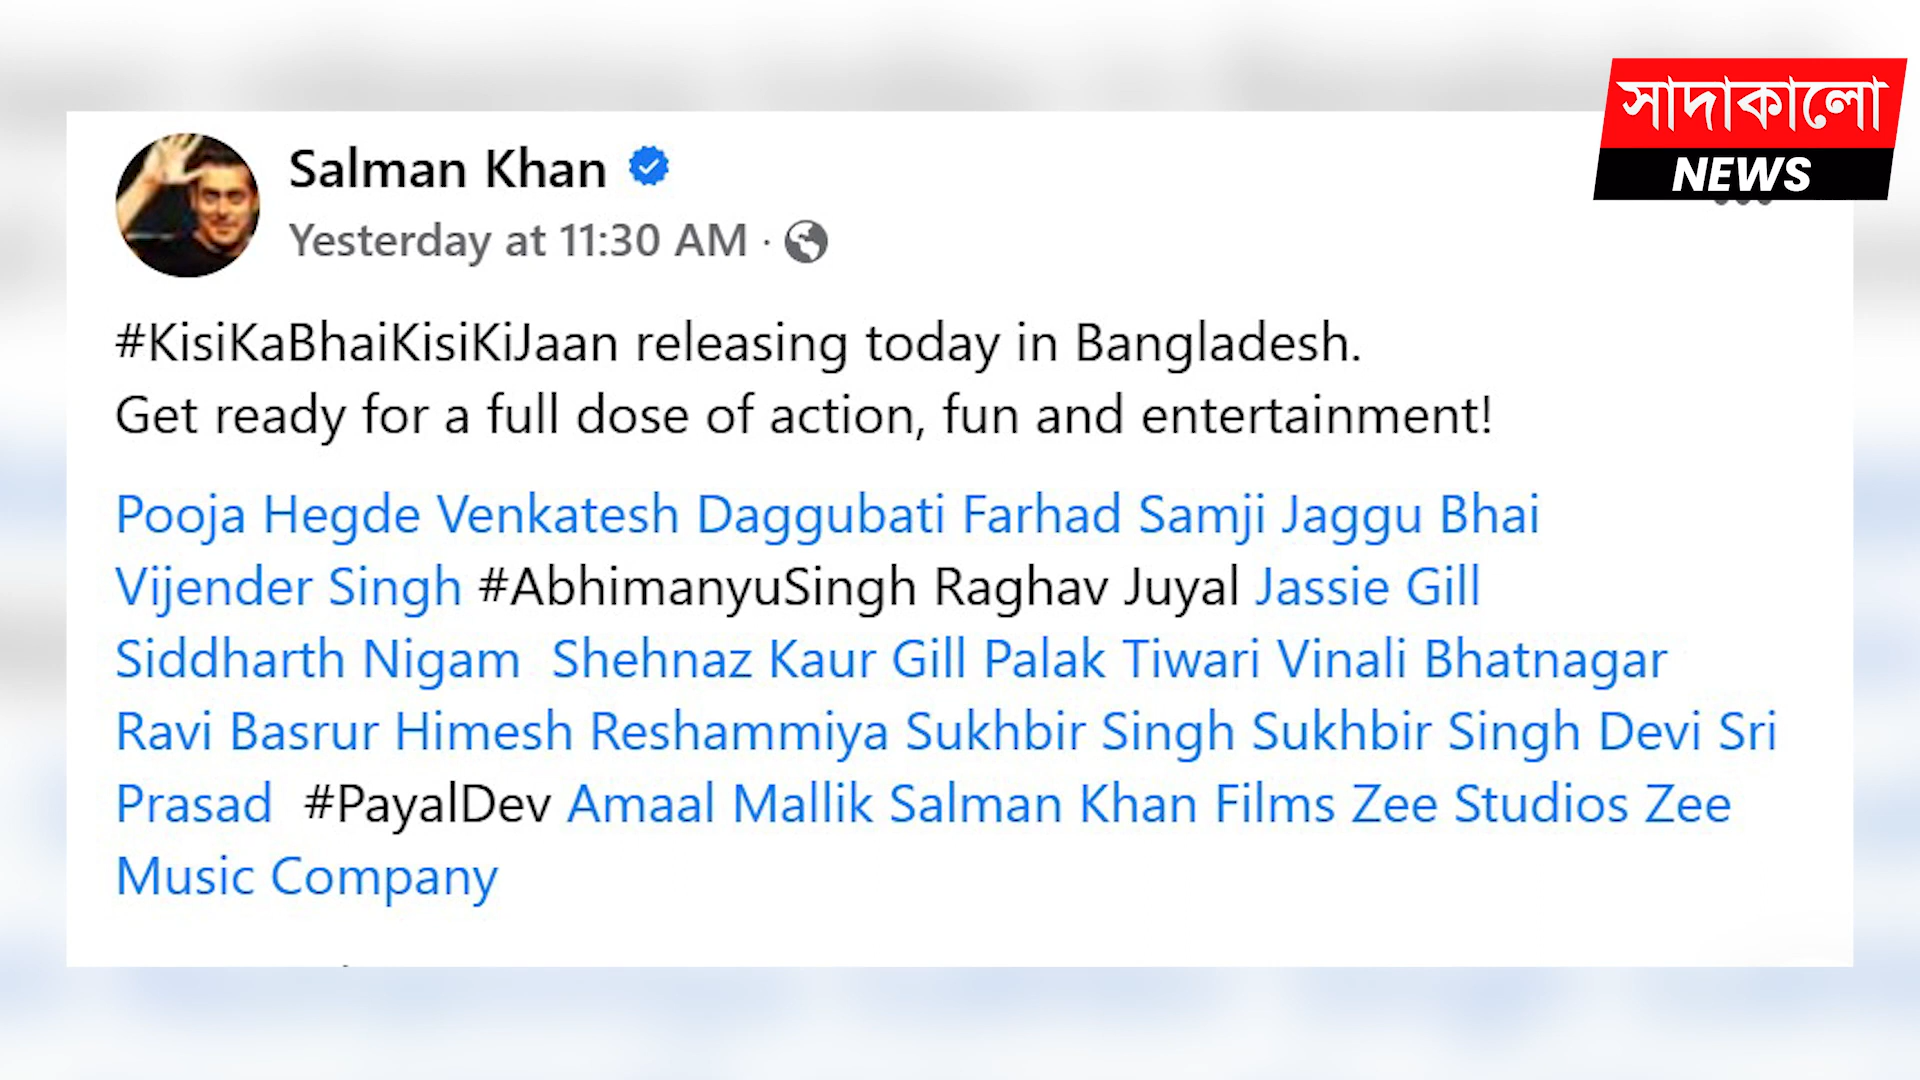 সাদাকালো
NEWS
Salman Khan
Yesterday at 11:30 AM ·
#KisiKaBhaiKisiKiJaan releasing today in Bangladesh.
Get ready for a full dose of action, fun and entertainment!
Pooja Hegde Venkatesh Daggubati Farhad Samji Jaggu Bhai
Vijender Singh #AbhimanyuSingh Raghav Juyal Jassie Gill
Siddharth Nigam  Shehnaz Kaur Gill Palak Tiwari Vinali Bhatnagar
Ravi Basrur Himesh Reshammiya Sukhbir Singh Sukhbir Singh Devi Sri
Prasad  #PayalDev Amaal Mallik Salman Khan Films Zee Studios Zee
Music Company